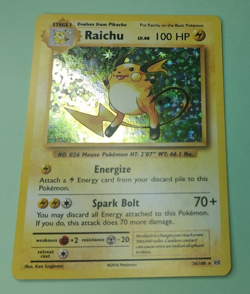 STAGE 1 Evolves from Pikachu Put Raichu on the Basic Pokémon
Raichu LV.40 100 HP
NO. 026 Mouse Pokémon HT: 2'07" WT: 66.1 lbs.
Energize
Attach a Energy card from your discard pile to this
Pokémon.
Spark Bolt 70+
You may discard all Energy attached to this Pokémon.
If you do, this attack does 70 more damage.
weakness ×2 resistance -20
retreat
cost
Illus. Ken Sugimori ©2016 Pokémon